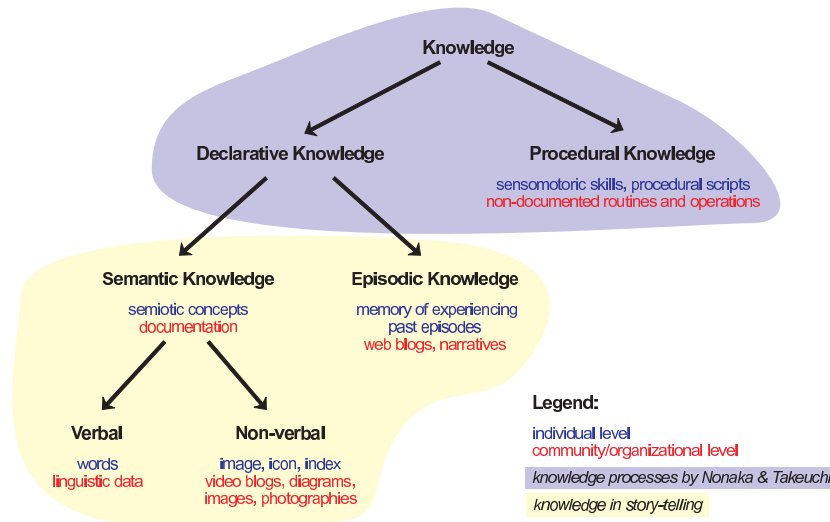 Knowledge
Declarative Knowledge
Procedural Knowledge
sensomotoric skills, procedural scripts
non-documented routines and operations
Semantic Knowledge
semiotic concepts
documentation
Episodic Knowledge
memory of experiencing
past episodes
web blogs, narratives
Verbal
words
linguistic data
Non-verbal
image, icon, index
video blogs, diagrams,
images, photographies
Legend:
individual level
community/organizational level
knowledge processes by Nonaka & Takeuchi
knowledge in story-telling